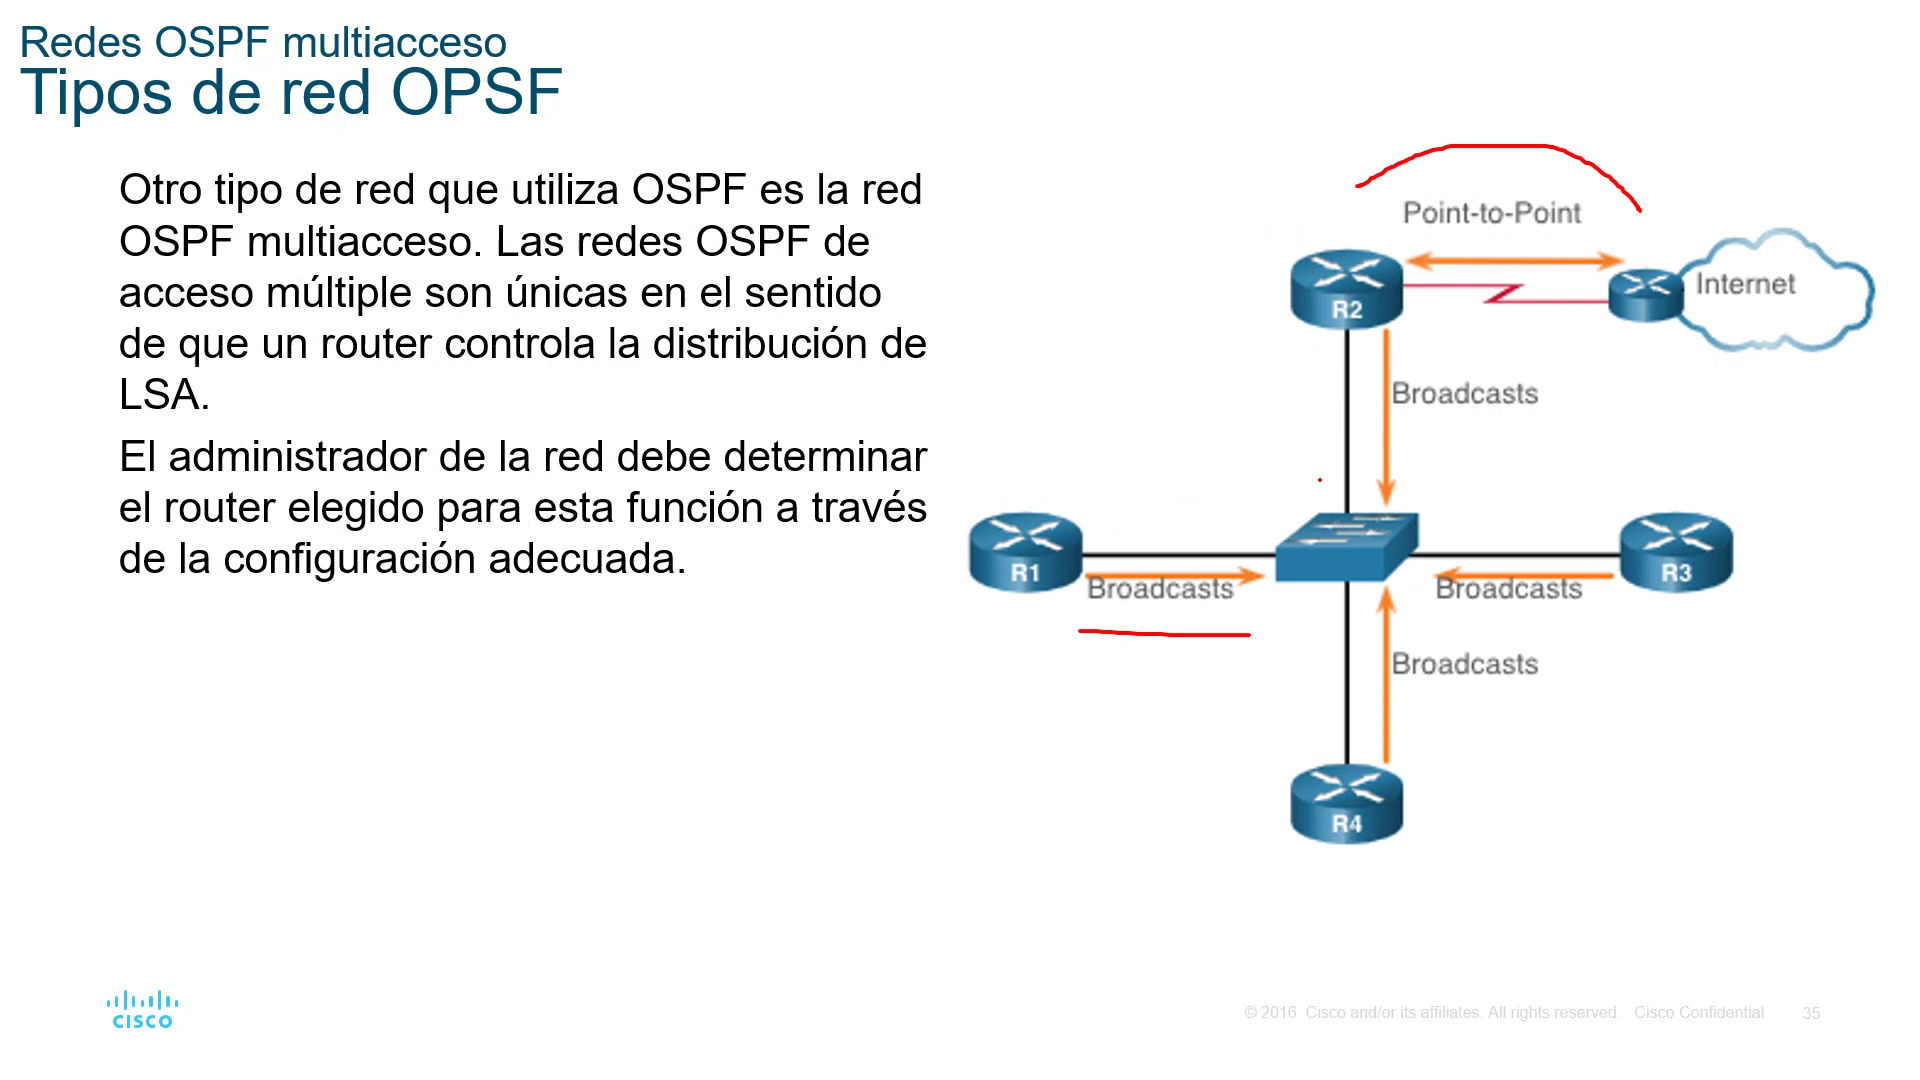 Redes OSPF multiacceso
Tipos de red OPSF
Otro tipo de red que utiliza OSPF es la red
OSPF multiacceso. Las redes OSPF de
acceso múltiple son únicas en el sentido
de que un router controla la distribución de
LSA.
El administrador de la red debe determinar
el router elegido para esta función a través
de la configuración adecuada.
Point-to-Point
R2
Internet
Broadcasts
R1
Broadcasts
Broadcasts
R3
Broadcasts
R4
CISCO
© 2016 Cisco and/or its affiliates. All rights reserved. Cisco Confidential
35